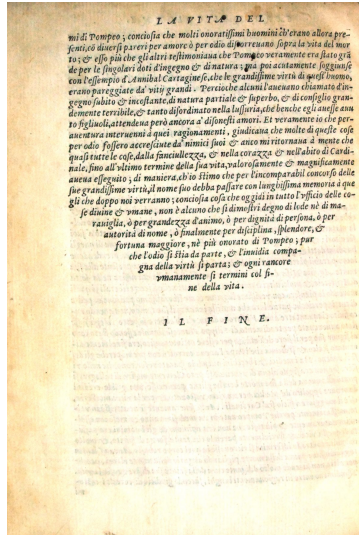 LA VITA DEL
mi di Pompeo; conciosia che molti onoratissimi huomini ch'erano allora pre-
senti, cō diversi pareri per amore ò per odio discorreuano sopra la vita del mor
to; & esso più che gli altri testimoniaua che Pompeo veramente era stato grā
de per le singolari doti d'ingegno & di natura; ma poi acutamente soggiunse
con l'essempio d'Annibal Cartaginese, che le grandissime virtù di quest'huomo,
erano pareggiate da' vitij grandi. Percioche alcuni l'aueuano chiamato d'in-
gegno subito & incostante, di natura partiale & superbo, & di consiglio gran-
demente terribile, & tanto disordinato nella lussuria, che benche egli auesse auu
to figliuoli, attendeua però ancora a' disonesti amori. Et veramente io che per
auentura interuenni à quei ragionamenti, giudicaua che molte di queste cose
per odio fossero accresciute da' nimici suoi & anco mi ritornaua à mente che
quasi tutte le cose, dalla fanciullezza, & nella corazza & nell'abito di Cardi-
nale, fino all'vltimo termine della sua vita, valorosamente & magnificamente
aueua esseguito; di maniera, ch'io stimo che per l'incomparabil concorso delle
sue grandissime virtù, il nome suo debba passare con lunghissima memoria à que
gli che doppo noi verranno; conciosia cosa che oggidì in tutto l'vfficio delle co
se diuine & vmane, non è alcuno che si dimostri degno di lode nè di ma-
rauiglia, ò per grandezza d'animo, ò per dignità di persona, ò per
autorità di nome, ò finalmente per disciplina, splendore, &
fortuna maggiore, nè più onorato di Pompeo; pur
che l'odio si stia da parte, & l'inuidia compa-
gna della virtù si parta; & ogni rancore
vmanamente si termini col fi-
ne della vita.
IL FINE.